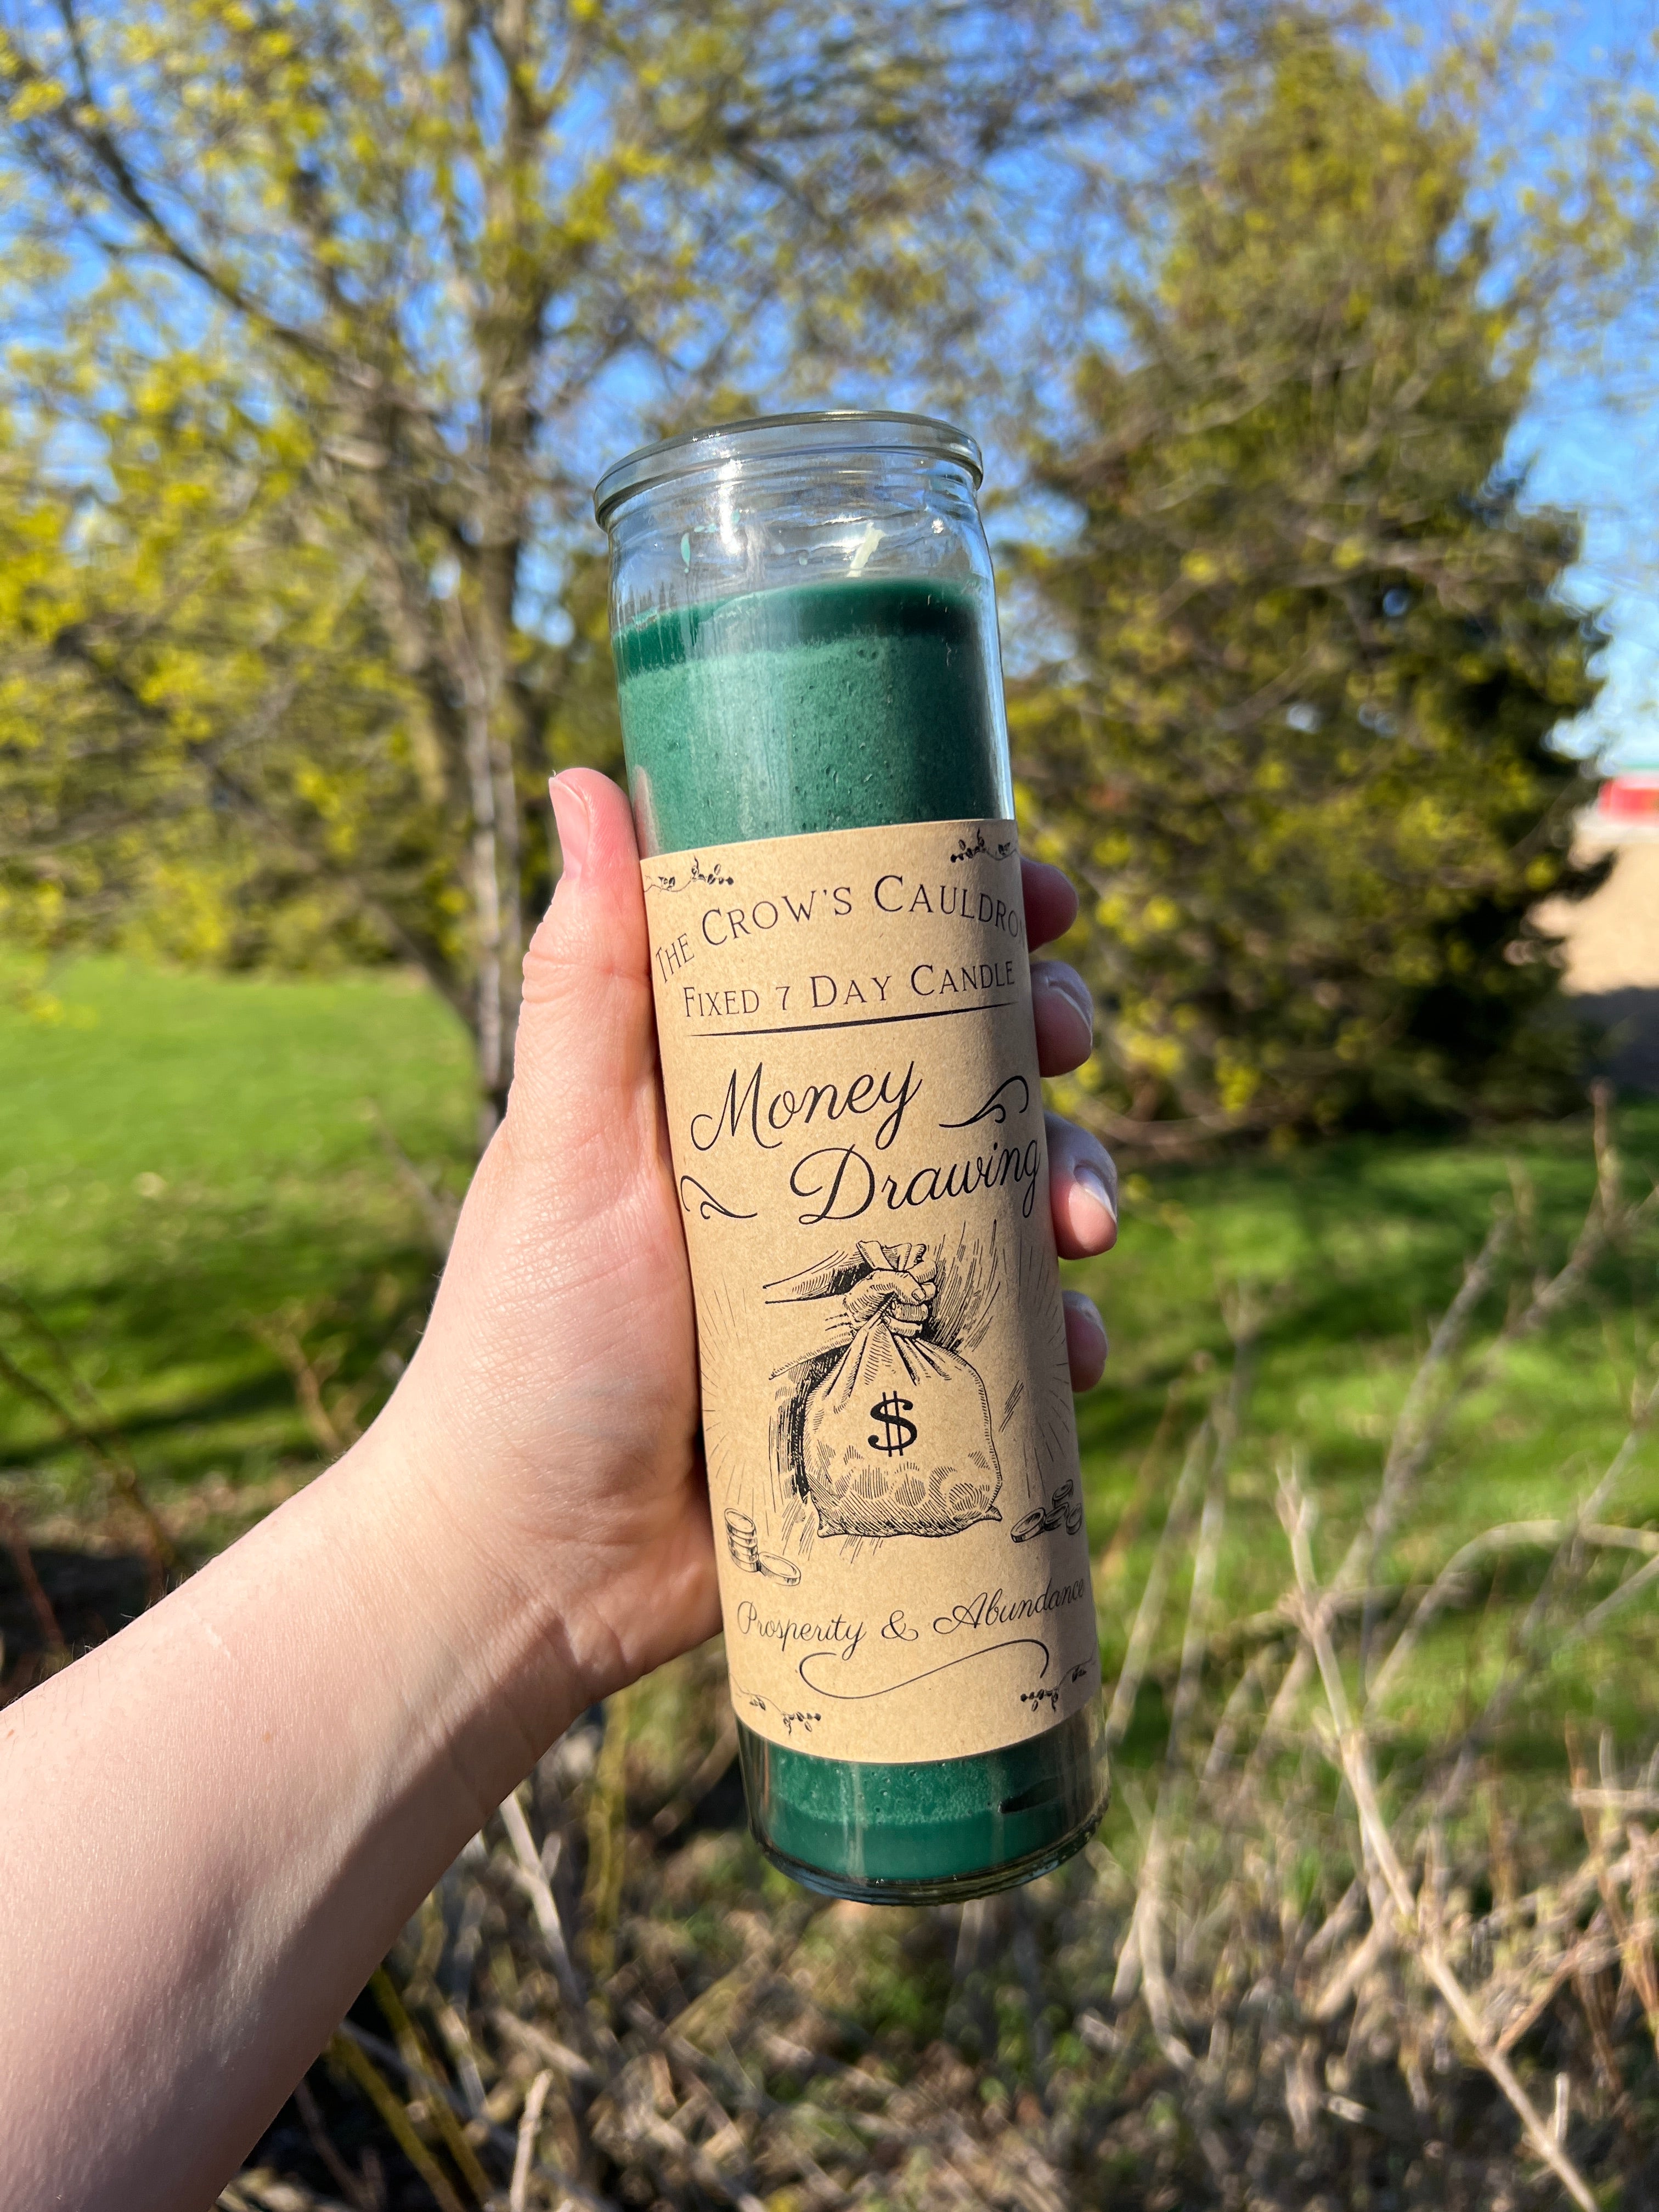 The Crow's Cauldro
Fixed 7 Day Candle
Money
Drawing
$
Prosperity & Abundance